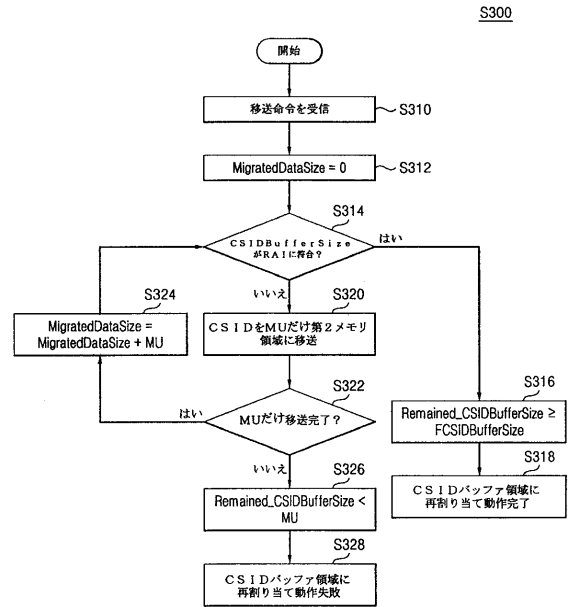 S300
開始
移送命令を受信
S310
MigratedDataSize = 0
S312
S314
ＣＳＩＤＢｕｆｆｅｒＳｉｚｅ
がＲＡＩに符合？
はい
いいえ
S320
ＣＳＩＤをMUだけ第２メモリ
領域に移送
S324
MigratedDataSize =
MigratedDataSize + MU
S322
MUだけ移送完了？
はい
いいえ
S316
Remained_CSIDBufferSize ≥
FCSIDBufferSize
S318
ＣＳＩＤバッファ領域に
再割り当て動作完了
S326
Remained_CSIDBufferSize <
MU
S328
ＣＳＩＤバッファ領域に
再割り当て動作失敗